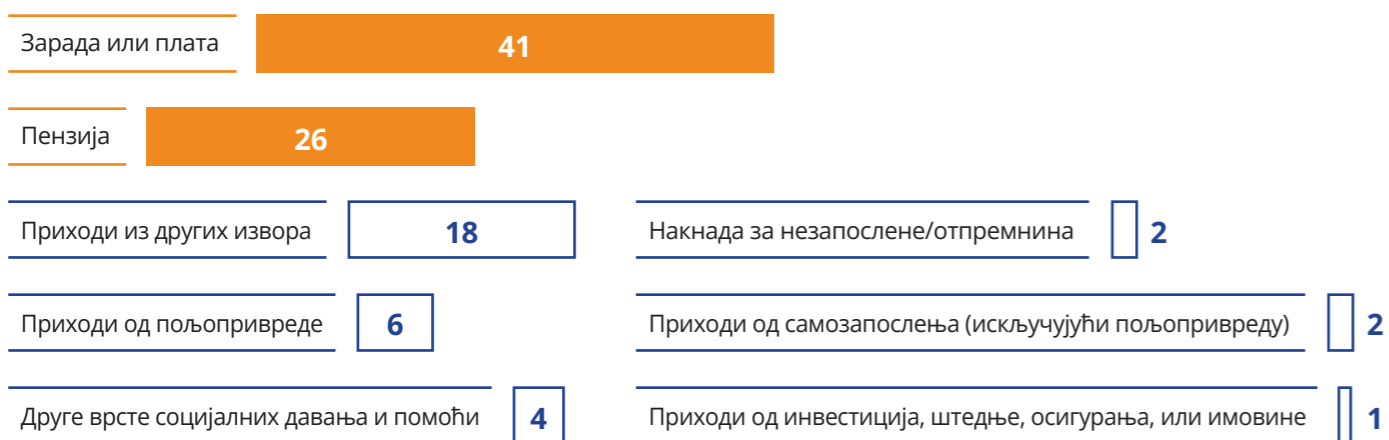 Зарада или плата 41
Пензија 26
Приходи из других извора 18
Накнада за незапослене/отпремнина 2
Приходи од пољопривреде 6
Приходи од самозапослења (искључујући пољопривреду) 2
Друге врсте социјалних давања и помоћи 4
Приходи од инвестиција, штедње, осигурања, или имовине 1